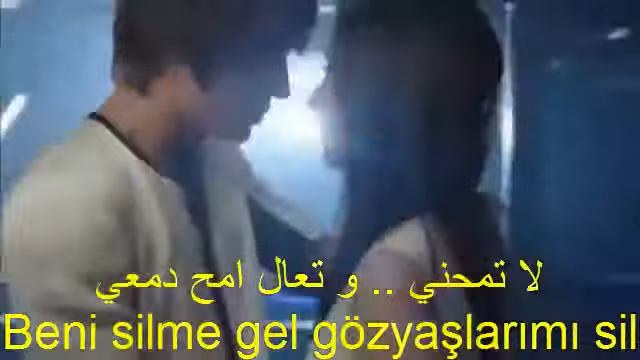 لا تمحني .. و تعال امح دمعي
Beni silme gel gözyaşlarımı sil